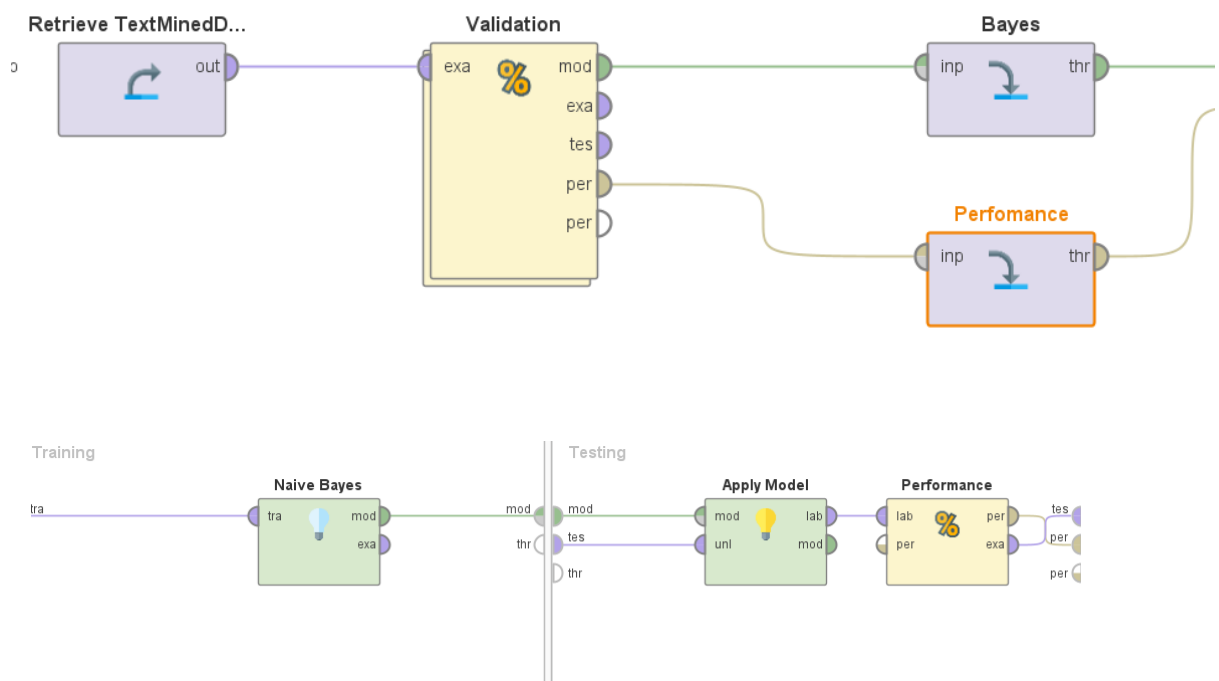 Retrieve TextMinedD... Validation Bayes
o out exa mod inp thr
exa
tes
per Perfomance
per inp thr
Training Testing
Naive Bayes Apply Model Performance
tra tra mod mod mod mod lab lab per tes
exa thr tes unl mod per exa per
thr per